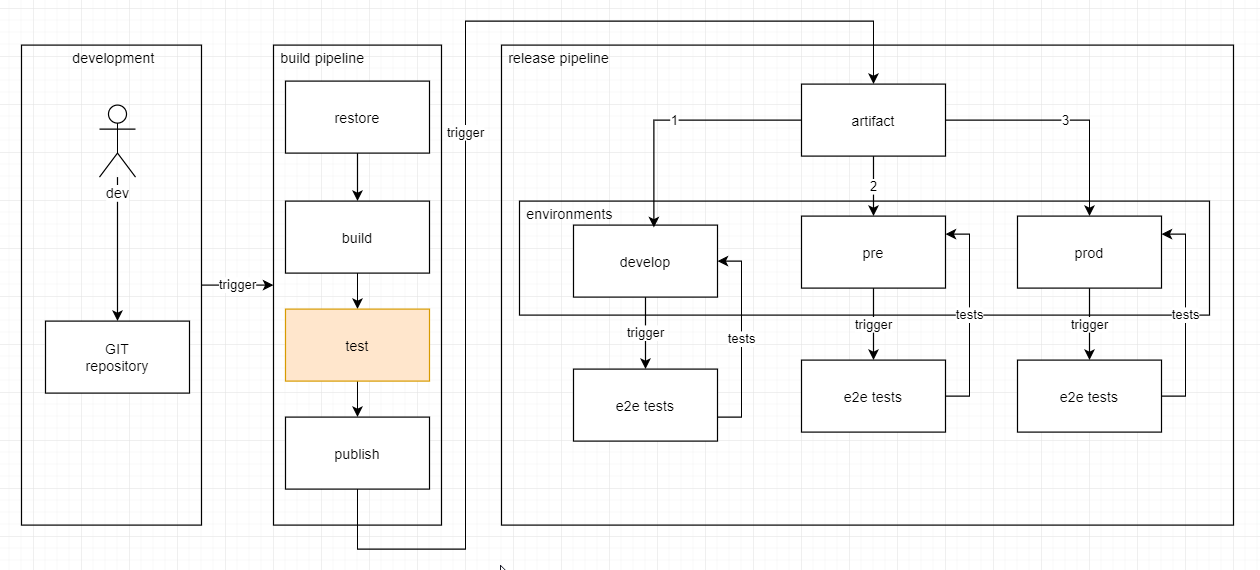 development
dev
GIT
repository
trigger
build pipeline
restore
build
test
publish
trigger
release pipeline
artifact
1
2
3
environments
develop
pre
prod
trigger
tests
trigger
tests
trigger
tests
e2e tests
e2e tests
e2e tests